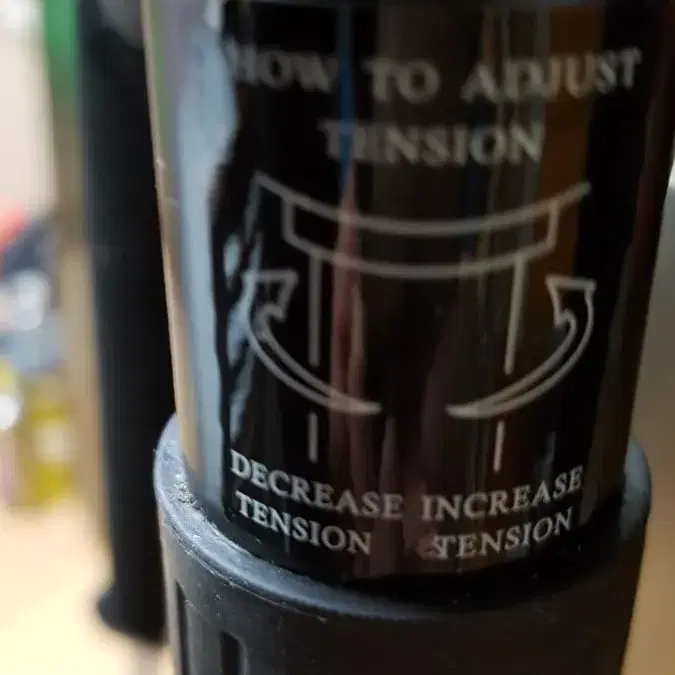 HOW TO ADJUST
TENSION
DECREASE INCREASE
TENSION TENSION